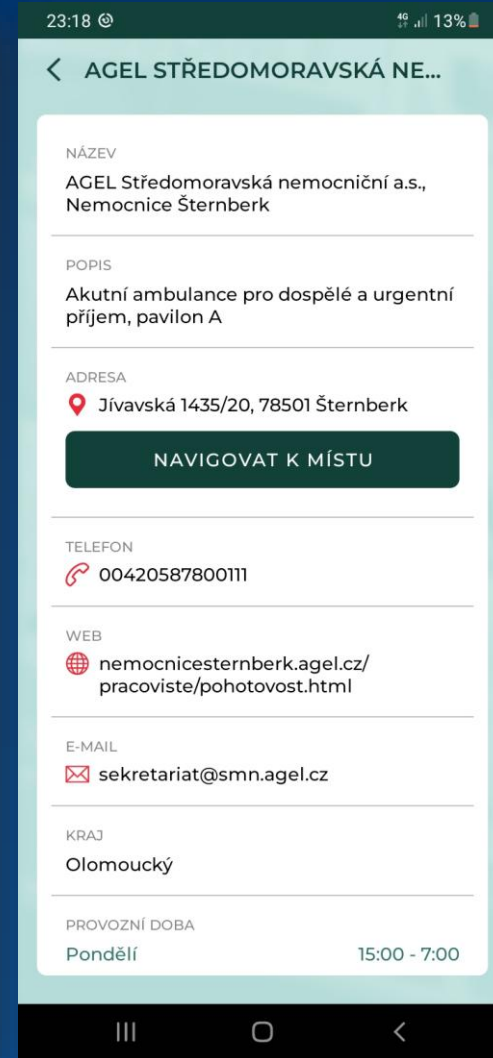 23:18 4G 13%
AGEL STŘEDOMORAVSKÁ NE...
NÁZEV
AGEL Středomoravská nemocniční a.s.,
Nemocnice Šternberk
POPIS
Akutní ambulance pro dospělé a urgentní
příjem, pavilon A
ADRESA
Jívavská 1435/20, 78501 Šternberk
NAVIGOVAT K MÍSTU
TELEFON
00420587800111
WEB
nemocnicesternberk.agel.cz/
pracoviste/pohotovost.html
E-MAIL
sekretariat@smn.agel.cz
KRAJ
Olomoucký
PROVOZNÍ DOBA
Pondělí 15:00 - 7:00